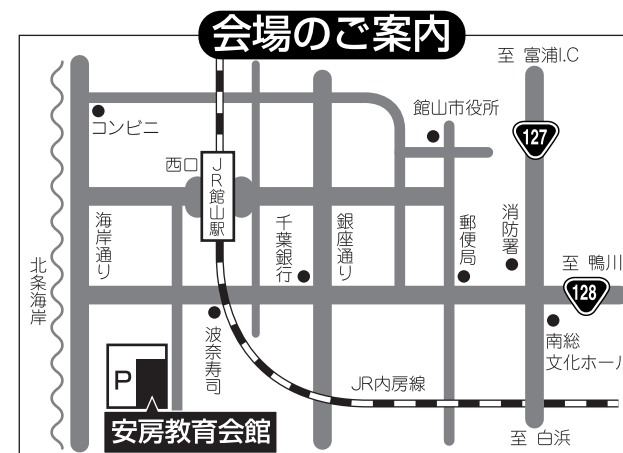 会場のご案内
至 富浦I.C
館山市役所
コンビニ
127
西口
JR館山駅
海岸通り
千葉銀行
銀座通り
郵便局
消防署
北条海岸
至 鴨川
128
波奈寿司
南総
文化ホール
P
JR内房線
安房教育会館
至 白浜